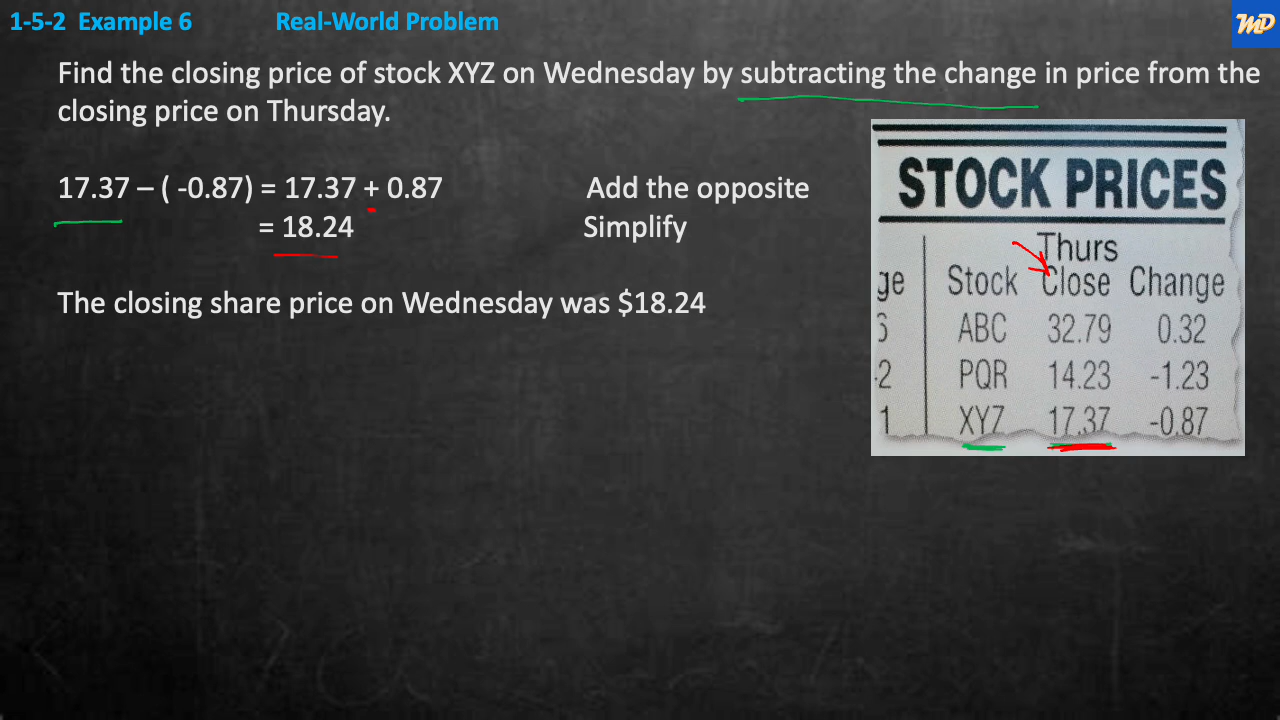 1-5-2 Example 6 Real-World Problem
MD
Find the closing price of stock XYZ on Wednesday by subtracting the change in price from the
closing price on Thursday.
17.37 – ( -0.87) = 17.37 + 0.87 Add the opposite
= 18.24 Simplify
The closing share price on Wednesday was $18.24
STOCK PRICES
Thurs
ge Stock Close Change
ABC 32.79 0.32
2 PQR 14.23 -1.23
1 XYZ 17.37 -0.87